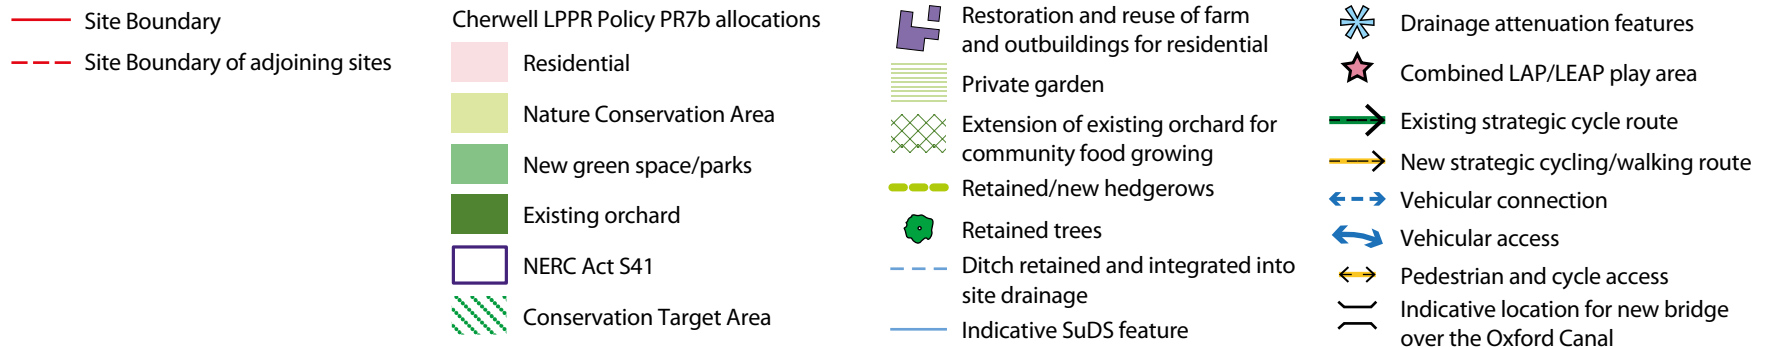 Site Boundary
Site Boundary of adjoining sites
Cherwell LPPR Policy PR7b allocations
Residential
Nature Conservation Area
New green space/parks
Existing orchard
NERC Act S41
Conservation Target Area
Restoration and reuse of farm
and outbuildings for residential
Private garden
Extension of existing orchard for
community food growing
Retained/new hedgerows
Retained trees
Ditch retained and integrated into
site drainage
Indicative SuDS feature
Drainage attenuation features
Combined LAP/LEAP play area
Existing strategic cycle route
New strategic cycling/walking route
Vehicular connection
Vehicular access
Pedestrian and cycle access
Indicative location for new bridge
over the Oxford Canal